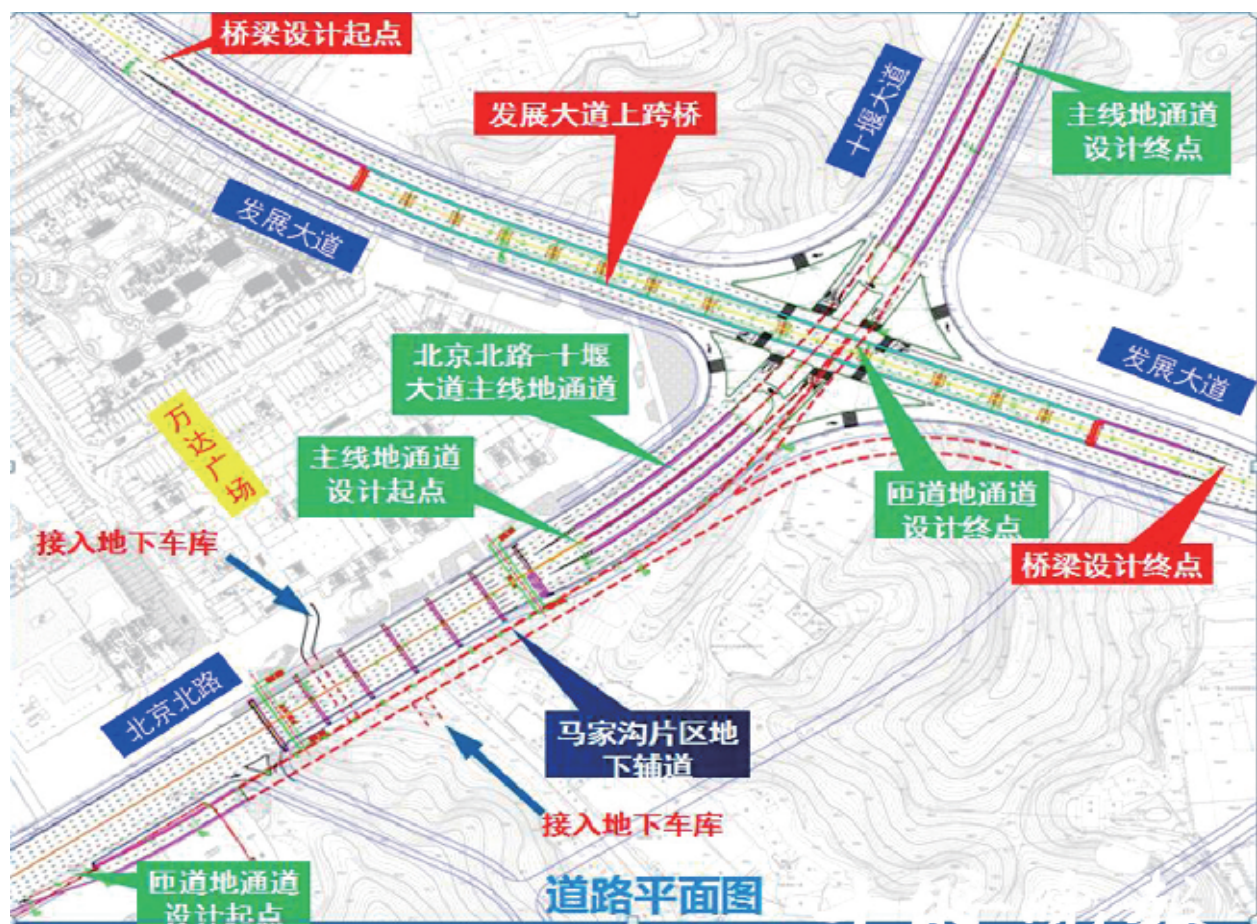 桥梁设计起点
发展大道上跨桥
十堰大道
主线地通道
设计终点
发展大道
北京北路-十堰
大道主线地通道
发展大道
万达广场
主线地通道
设计起点
匝道地通道
设计终点
接入地下车库
桥梁设计终点
北京北路
马家沟片区地
下辅道
接入地下车库
匝道地通道
设计起点
道路平面图